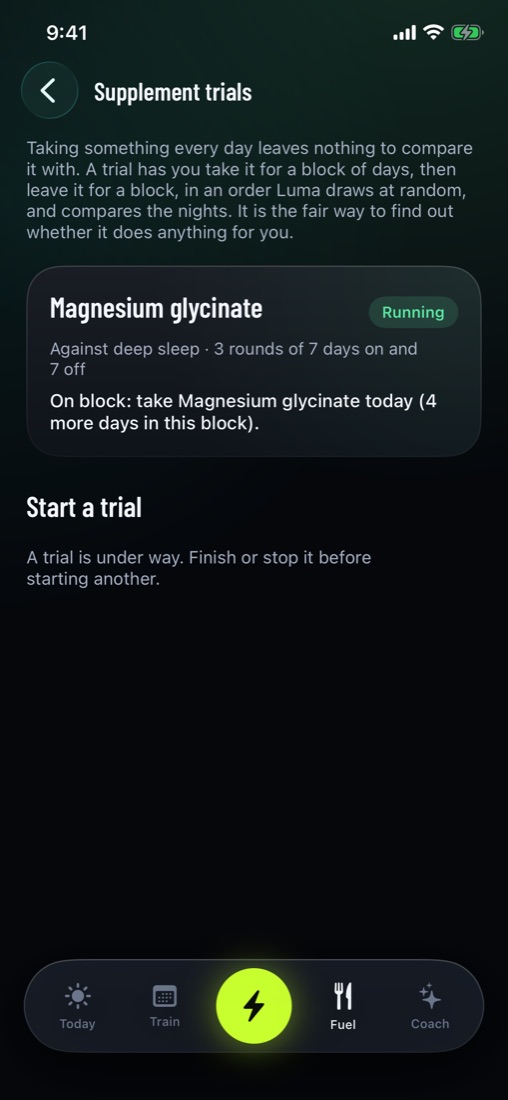 9:41
Supplement trials
Taking something every day leaves nothing to compare
it with. A trial has you take it for a block of days, then
leave it for a block, in an order Luma draws at random,
and compares the nights. It is the fair way to find out
whether it does anything for you.
Magnesium glycinate
Running
Against deep sleep · 3 rounds of 7 days on and
7 off
On block: take Magnesium glycinate today (4
more days in this block).
Start a trial
A trial is under way. Finish or stop it before
starting another.
Today
Train
Fuel
Coach